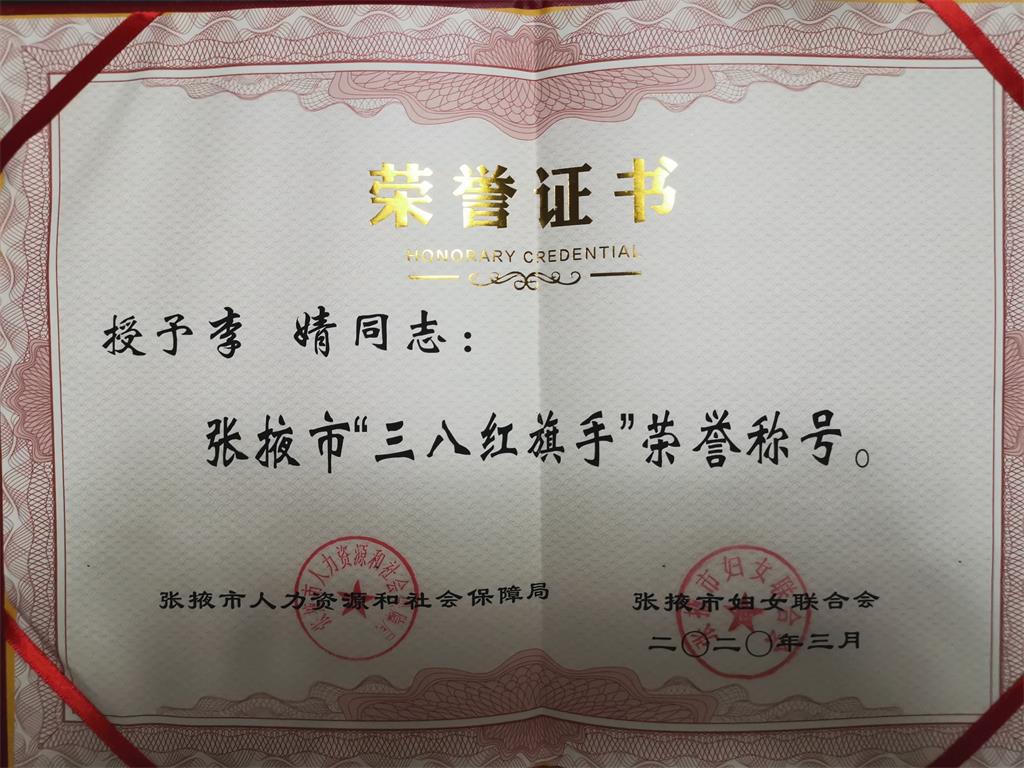 荣誉证书
HONORARY CREDENTIAL
授予李 婧同志：
张掖市“三八红旗手”荣誉称号。
张掖市人力资源和社会保障局
张掖市妇女联合会
二〇二〇年三月